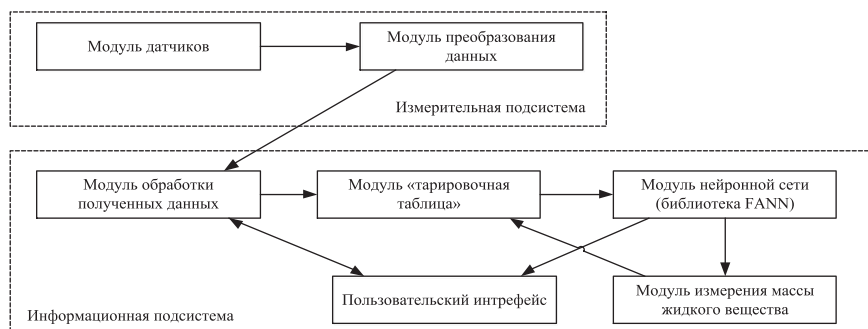 Модуль датчиков
Модуль преобразования
данных
Измерительная подсистема
Модуль обработки
полученных данных
Модуль «тарировочная
таблица»
Модуль нейронной сети
(библиотека FANN)
Пользовательский интрефейс
Модуль измерения массы
жидкого вещества
Информационная подсистема